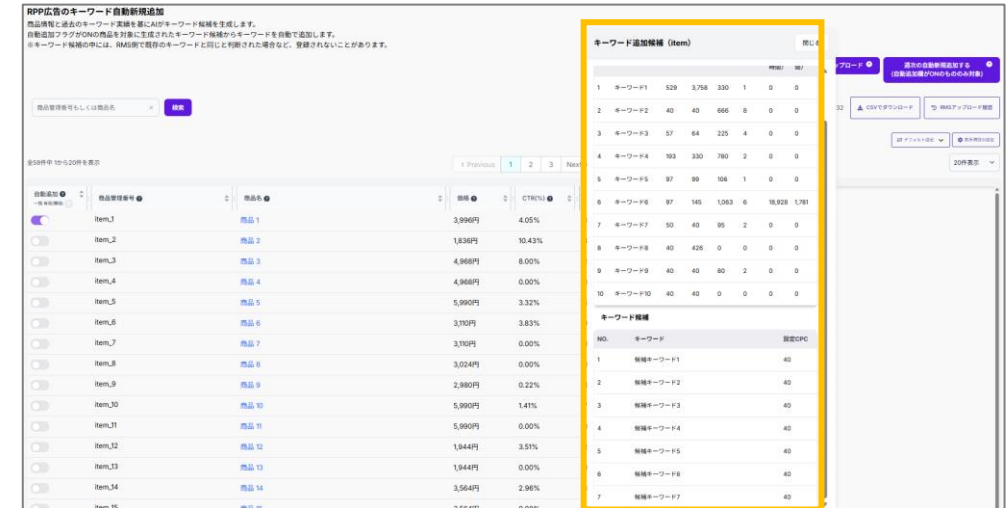 RPP広告のキーワード自動新規追加
商品情報と過去のキーワード実績を基にAIがキーワード候補を生成します。
自動追加フラグがONの商品を対象に生成されたキーワード候補からキーワードを自動で追加します。
※キーワード候補の中には、RMS側で既存のキーワードと同じと判断された場合など、登録されないことがあります。
プロード
週次の自動新規追加する
(自動追加欄がONのもののみ対象)
商品管理番号もしくは商品名 ×
検索
32
CSVでダウンロード
RMSアップロード履歴
全58件中 1から20件を表示
‹ Previous 1 2 3 Nex
20件表示
自動追加
商品管理番号
商品名
価格
CTR(%)
item_1 商品 1 3,996円 4.05%
item_2 商品 2 1,836円 10.43%
item_3 商品 3 4,968円 8.00%
item_4 商品 4 4,968円 0.00%
item_5 商品 5 5,990円 3.32%
item_6 商品 6 3,110円 3.83%
item_7 商品 7 3,110円 0.00%
item_8 商品 8 3,024円 0.00%
item_9 商品 9 2,980円 0.22%
item_10 商品 10 5,990円 1.41%
item_11 商品 11 5,990円 0.00%
item_12 商品 12 1,944円 3.51%
item_13 商品 13 1,944円 0.00%
item_14 商品 14 3,564円 2.96%
キーワード追加候補（item）
閉じ
1 キーワード1 529 3,758 330 1 0 0
2 キーワード2 40 40 666 8 0 0
3 キーワード3 57 64 225 4 0 0
4 キーワード4 193 330 780 2 0 0
5 キーワード5 97 99 106 1 0 0
6 キーワード6 97 145 1,063 6 18,928 1,781
7 キーワード7 50 40 95 2 0 0
8 キーワード8 40 426 0 0 0 0
9 キーワード9 40 40 80 2 0 0
10 キーワード10 40 40 0 0 0 0
キーワード候補
NO. キーワード 設定CPC
1 候補キーワード1 40
2 候補キーワード2 40
3 候補キーワード3 40
4 候補キーワード4 40
5 候補キーワード5 40
6 候補キーワード6 40
7 候補キーワード7 40